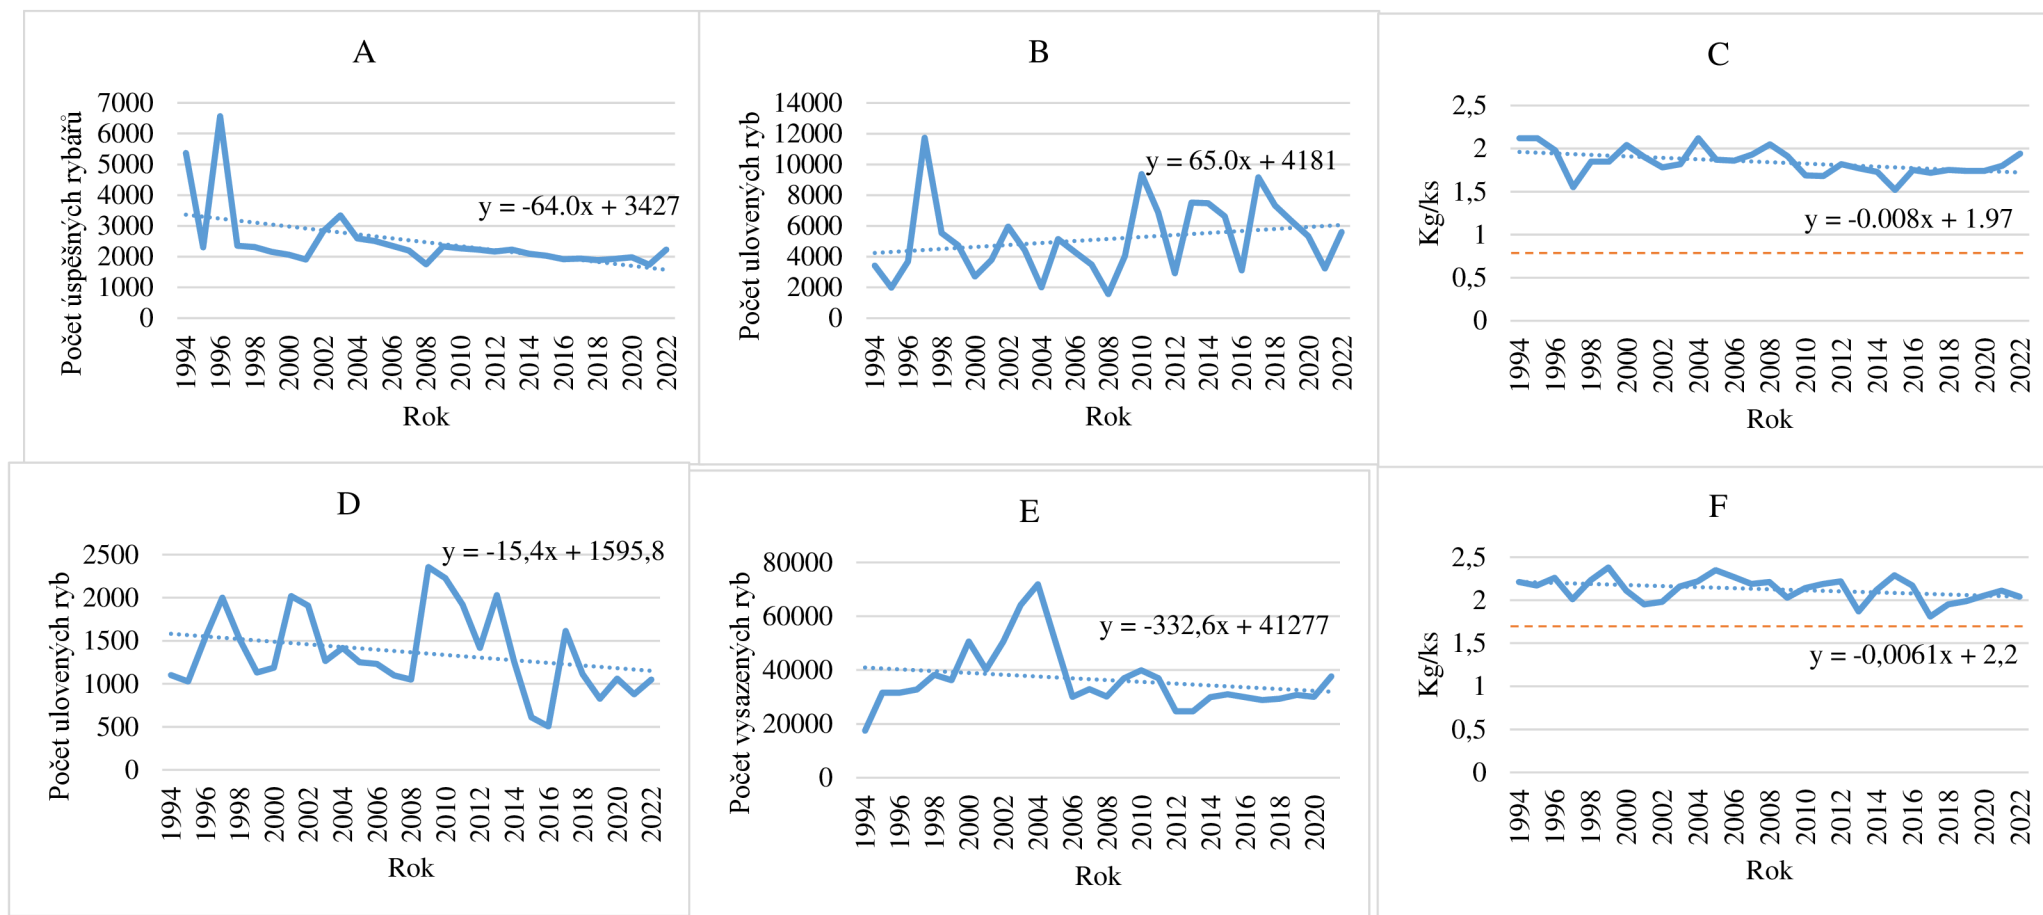 A
Počet úspěšných rybářů
7000
6000
5000
4000
3000
2000
1000
0
y = -64.0x + 3427
1994 1996 1998 2000 2002 2004 2006 2008 2010 2012 2014 2016 2018 2020 2022
Rok
B
Počet ulovených ryb
14000
12000
10000
8000
6000
4000
2000
0
y = 65.0x + 4181
1994 1996 1998 2000 2002 2004 2006 2008 2010 2012 2014 2016 2018 2020 2022
Rok
C
Kg/ks
2,5
2
1,5
1
0,5
0
y = -0.008x + 1.97
1994 1996 1998 2000 2002 2004 2006 2008 2010 2012 2014 2016 2018 2020 2022
Rok
D
Počet ulovených ryb
2500
2000
1500
1000
500
0
y = -15,4x + 1595,8
1994 1996 1998 2000 2002 2004 2006 2008 2010 2012 2014 2016 2018 2020 2022
Rok
E
Počet vysazených ryb
80000
60000
40000
20000
0
y = -332,6x + 41277
1994 1996 1998 2000 2002 2004 2006 2008 2010 2012 2014 2016 2018 2020
Rok
F
Kg/ks
2,5
2
1,5
1
0,5
0
y = -0,0061x + 2,2
1994 1996 1998 2000 2002 2004 2006 2008 2010 2012 2014 2016 2018 2020 2022
Rok